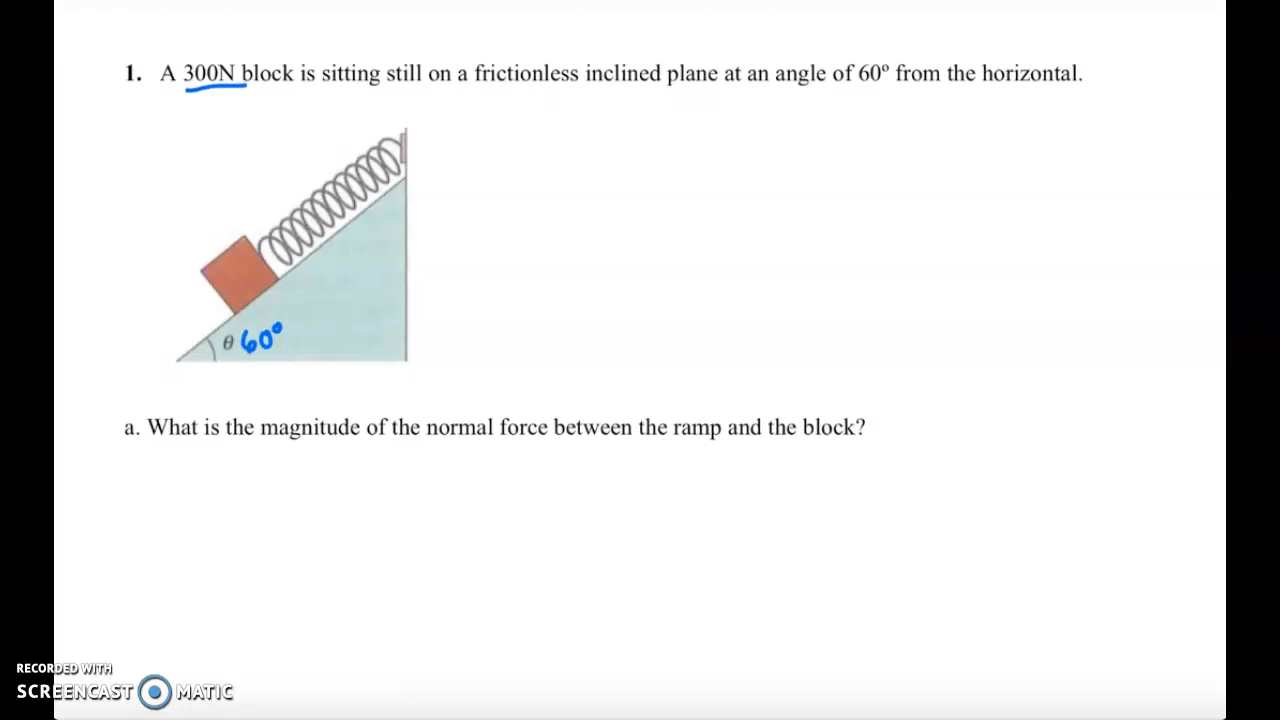 1. A 300N block is sitting still on a frictionless inclined plane at an angle of 60º from the horizontal.
θ 60°
a. What is the magnitude of the normal force between the ramp and the block?
RECORDED WITH
SCREENCAST MATIC